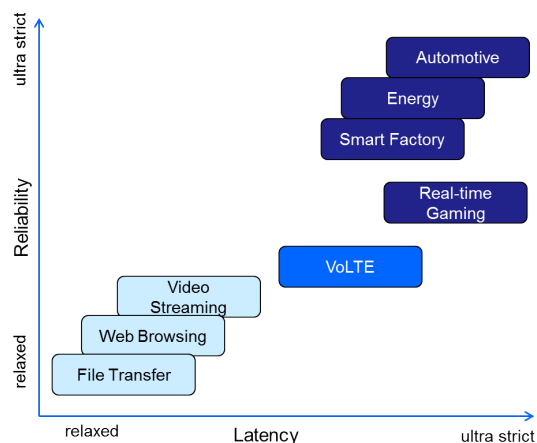 ultra strict
Automotive
Energy
Smart Factory
Real-time
Gaming
Reliability
VoLTE
Video
Streaming
Web Browsing
relaxed
File Transfer
relaxed
Latency
ultra strict